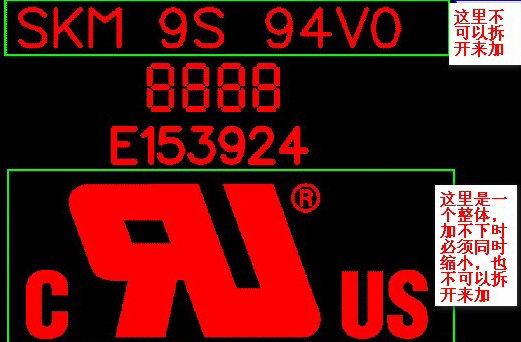 SKM 9S 94V0
这里不
可以拆
开来加
8888
E153924
这里是一
个整体，
加不下时
必须同时
缩小，也
不可以拆
开来加
®
C RU US